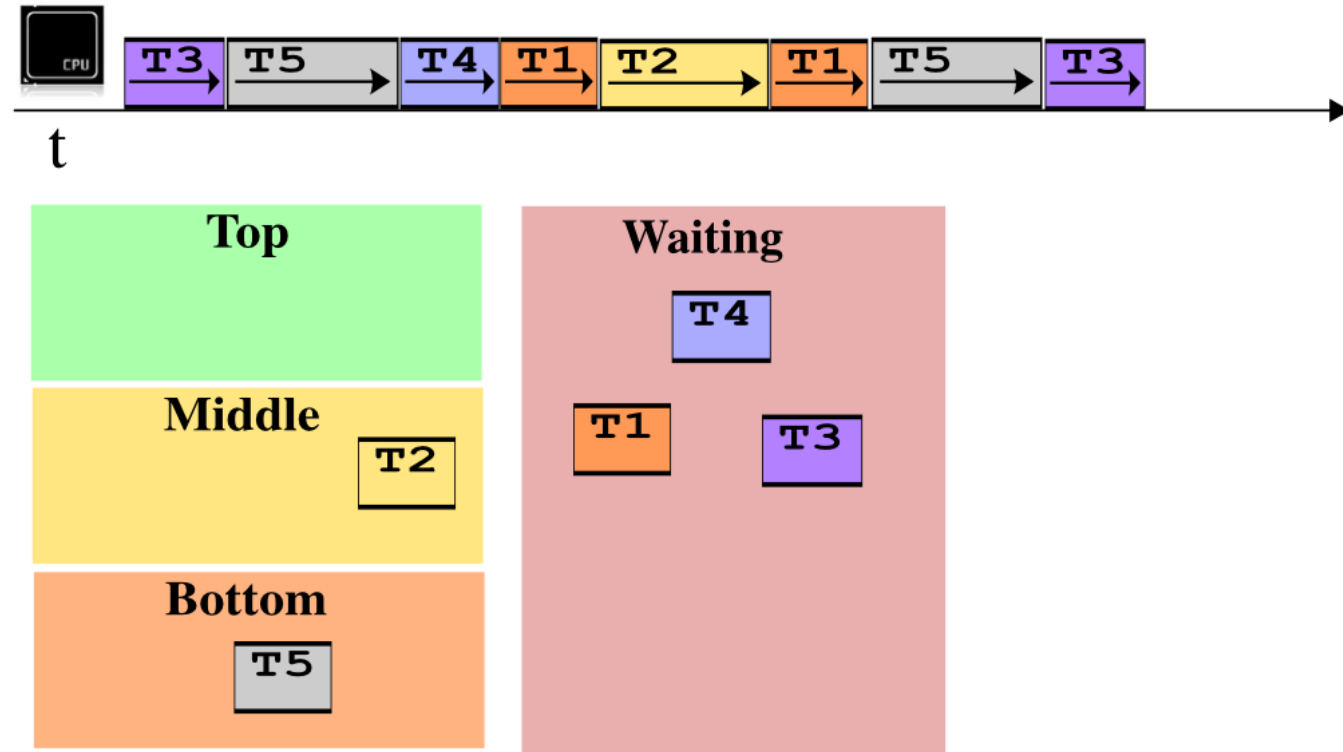 CPU
T3 T5 T4 T1 T2 T1 T5 T3
t
Top
Waiting
T4
Middle
T1
T3
T2
Bottom
T5